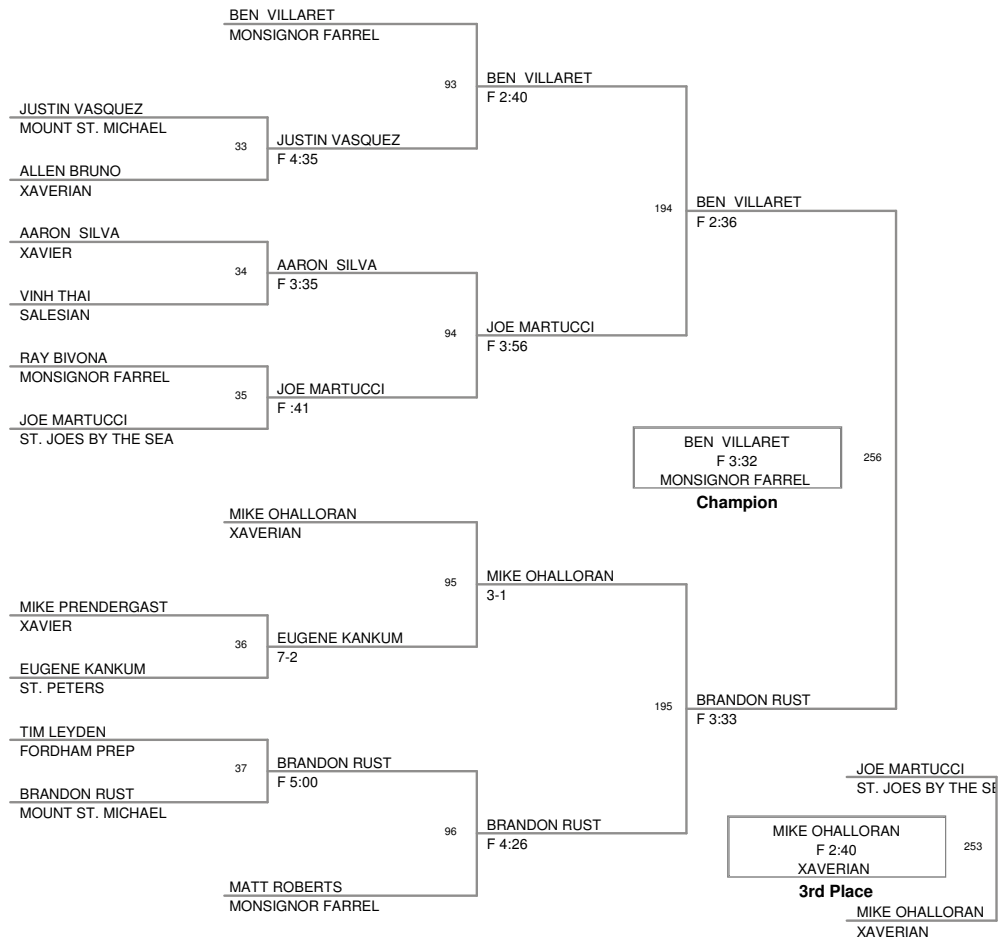 BEN VILLARET
MONSIGNOR FARREL
93
BEN VILLARET
F 2:40
JUSTIN VASQUEZ
MOUNT ST. MICHAEL
33
JUSTIN VASQUEZ
F 4:35
ALLEN BRUNO
XAVERIAN
194
BEN VILLARET
F 2:36
AARON SILVA
XAVIER
34
AARON SILVA
F 3:35
VINH THAI
SALESIAN
94
JOE MARTUCCI
F 3:56
RAY BIVONA
MONSIGNOR FARREL
35
JOE MARTUCCI
F :41
JOE MARTUCCI
ST. JOES BY THE SEA
BEN VILLARET
F 3:32
MONSIGNOR FARREL
256
Champion
MIKE OHALLORAN
XAVERIAN
95
MIKE OHALLORAN
3-1
MIKE PRENDERGAST
XAVIER
36
EUGENE KANKUM
7-2
EUGENE KANKUM
ST. PETERS
195
BRANDON RUST
F 3:33
TIM LEYDEN
FORDHAM PREP
37
BRANDON RUST
F 5:00
BRANDON RUST
MOUNT ST. MICHAEL
96
BRANDON RUST
F 4:26
MATT ROBERTS
MONSIGNOR FARREL
JOE MARTUCCI
ST. JOES BY THE SE
MIKE OHALLORAN
F 2:40
XAVERIAN
253
3rd Place
MIKE OHALLORAN
XAVERIAN